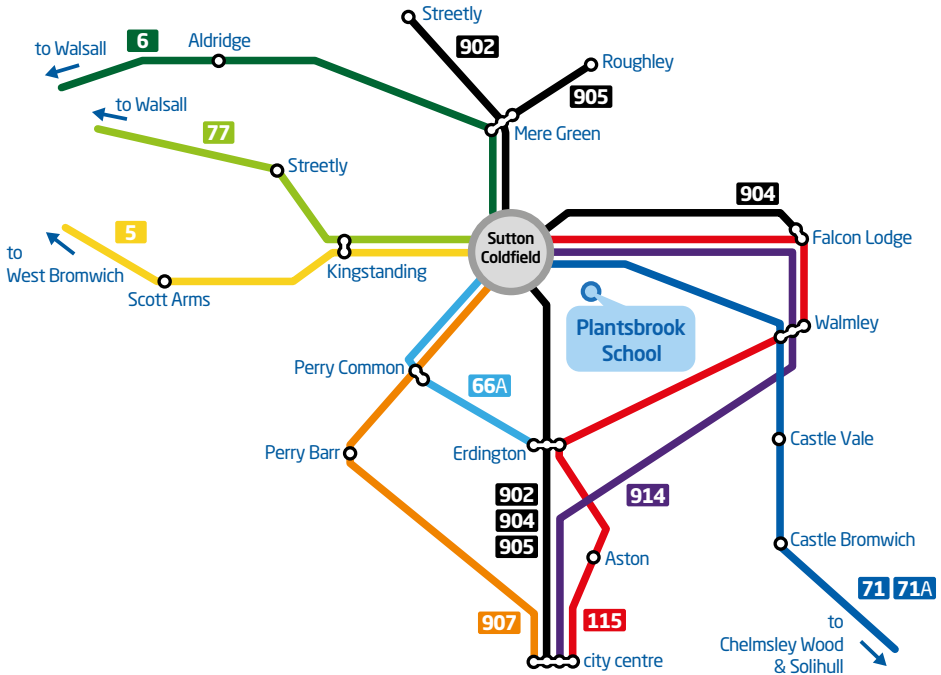 Streetly
902
6
Aldridge
to Walsall
Roughley
905
to Walsall
77
Mere Green
Streetly
904
5
Sutton
Coldfield
Falcon Lodge
to
West Bromwich
Kingstanding
Scott Arms
Plantsbrook
School
Walmley
Perry Common
66A
Perry Barr
Erdington
Castle Vale
902
904
905
914
Castle Bromwich
Aston
71 71A
907
115
to
Chelmsley Wood
& Solihull
city centre